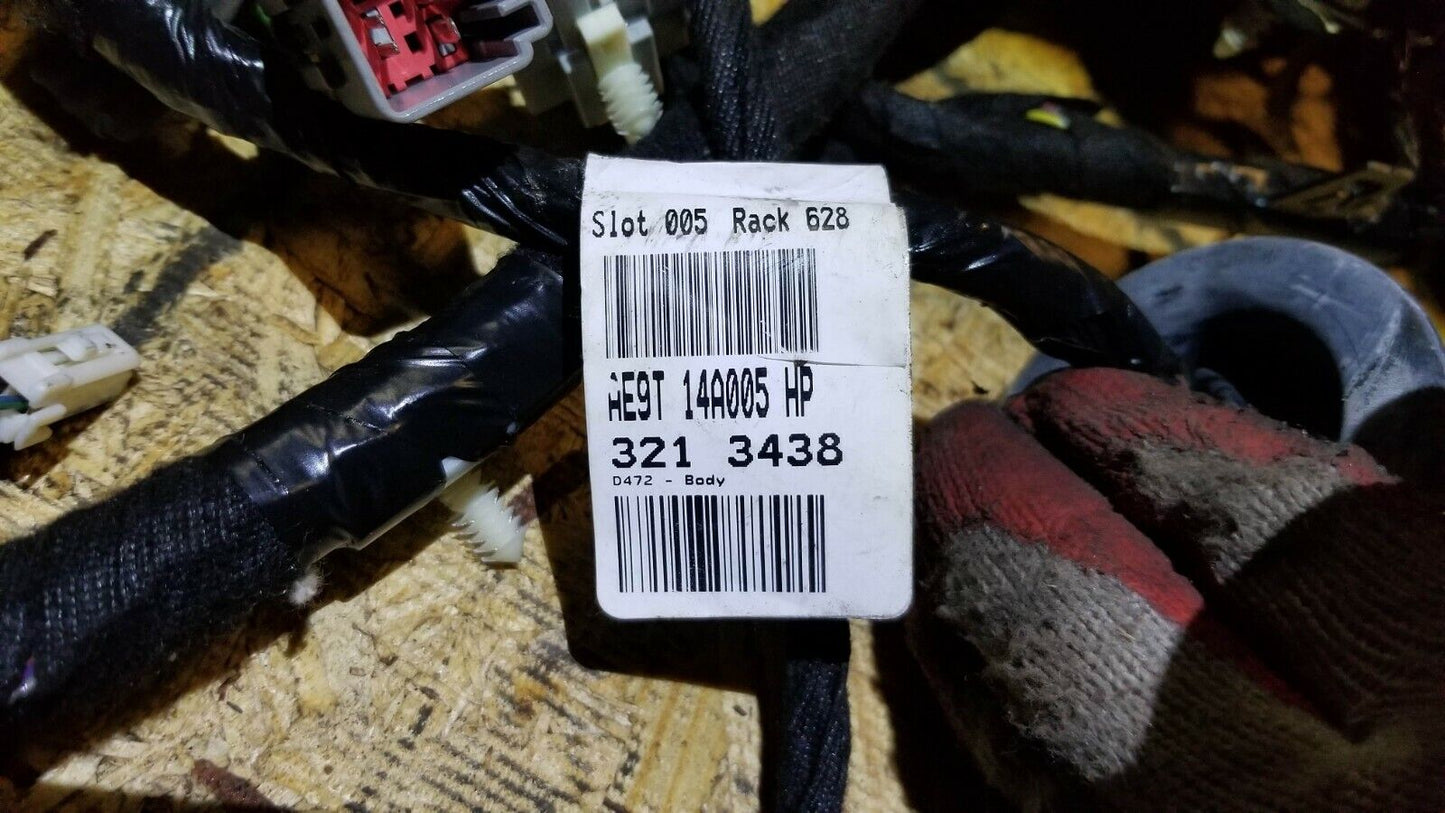 Slot 005 Rack 628
AE9T 14A005 HP
321 3438
D472 - Body